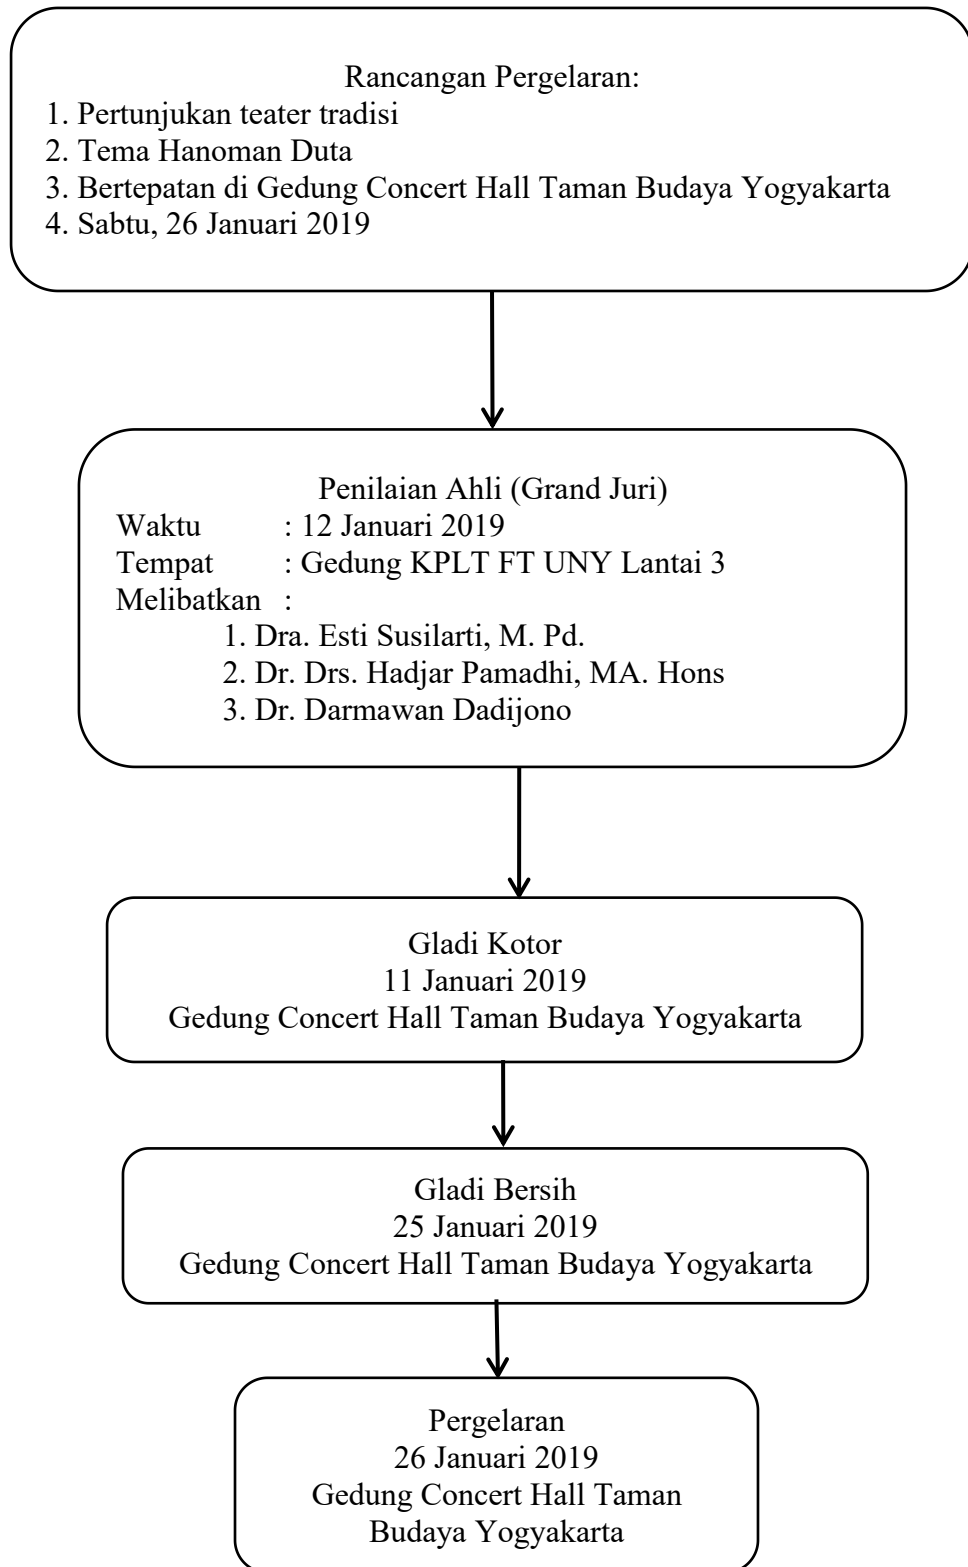 Rancangan Pergelaran:
1. Pertunjukan teater tradisi
2. Tema Hanoman Duta
3. Bertepatan di Gedung Concert Hall Taman Budaya Yogyakarta
4. Sabtu, 26 Januari 2019
Penilaian Ahli (Grand Juri)
Waktu : 12 Januari 2019
Tempat : Gedung KPLT FT UNY Lantai 3
Melibatkan :
1. Dra. Esti Susilarti, M. Pd.
2. Dr. Drs. Hadjar Pamadhi, MA. Hons
3. Dr. Darmawan Dadijono
Gladi Kotor
11 Januari 2019
Gedung Concert Hall Taman Budaya Yogyakarta
Gladi Bersih
25 Januari 2019
Gedung Concert Hall Taman Budaya Yogyakarta
Pergelaran
26 Januari 2019
Gedung Concert Hall Taman
Budaya Yogyakarta